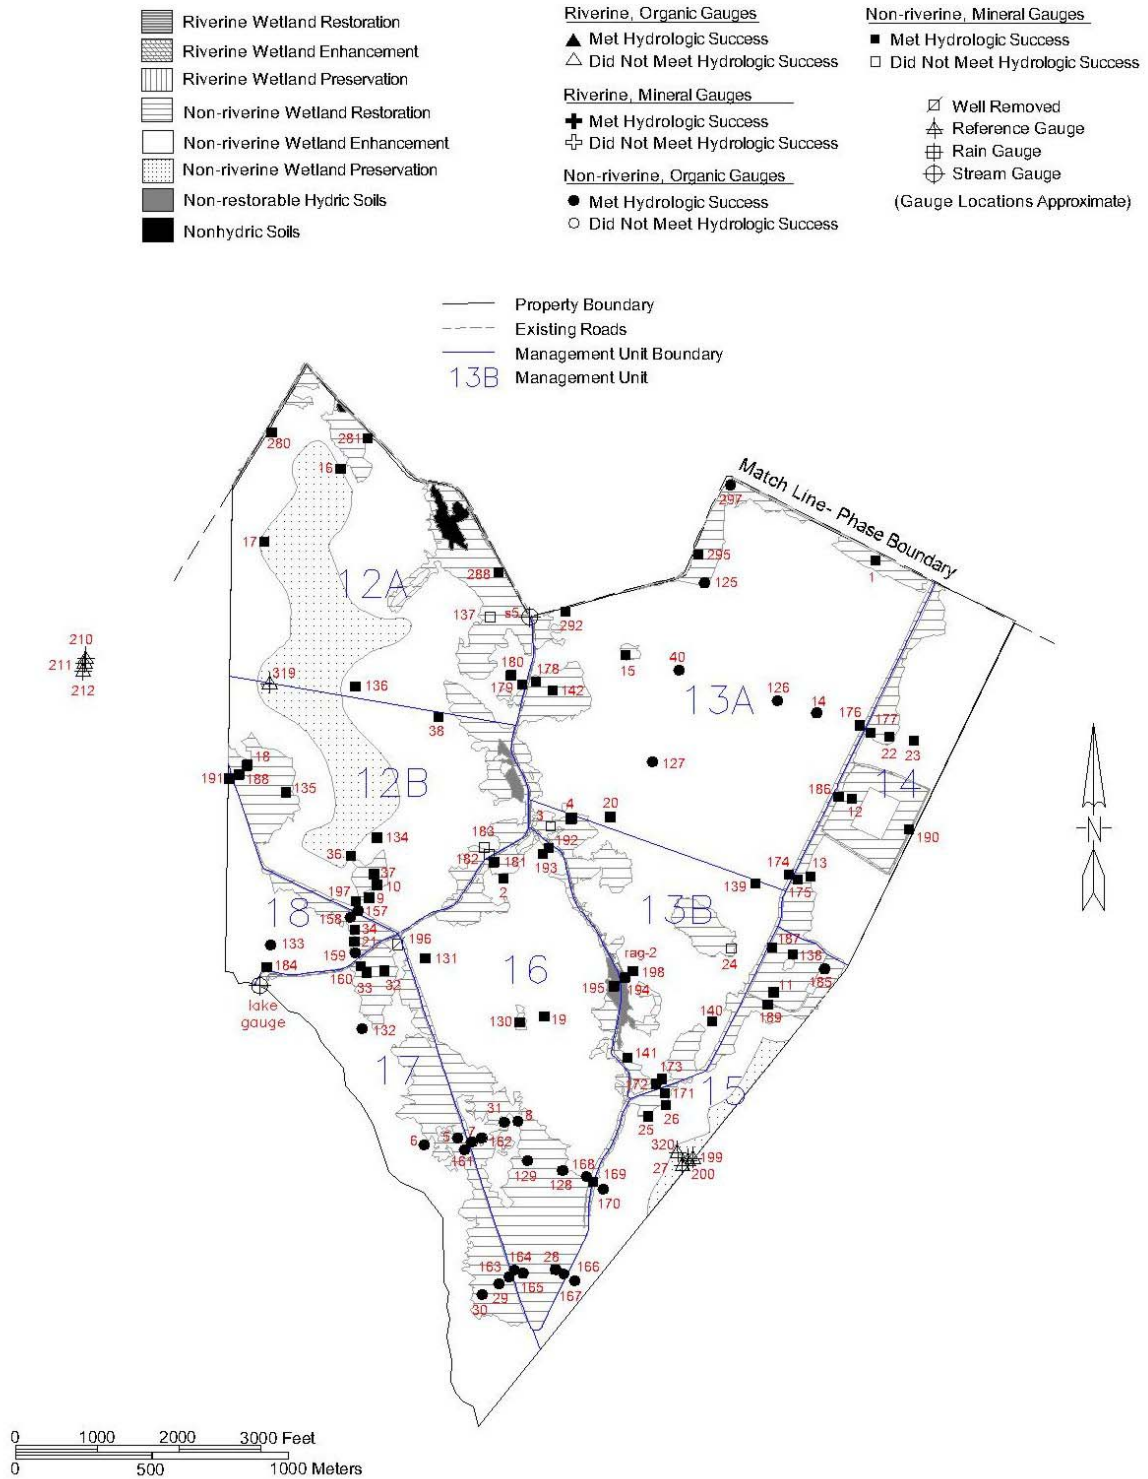 Riverine Wetland Restoration
Riverine Wetland Enhancement
Riverine Wetland Preservation
Non-riverine Wetland Restoration
Non-riverine Wetland Enhancement
Non-riverine Wetland Preservation
Non-restorable Hydric Soils
Nonhydric Soils
Riverine, Organic Gauges
Met Hydrologic Success
Did Not Meet Hydrologic Success
Riverine, Mineral Gauges
Met Hydrologic Success
Did Not Meet Hydrologic Success
Non-riverine, Organic Gauges
Met Hydrologic Success
Did Not Meet Hydrologic Success
Non-riverine, Mineral Gauges
Met Hydrologic Success
Did Not Meet Hydrologic Success
Well Removed
Reference Gauge
Rain Gauge
Stream Gauge
(Gauge Locations Approximate)
Property Boundary
Existing Roads
Management Unit Boundary
13B Management Unit
280
281
16
Match Line- Phase Boundary
297
17
295
1
288
12A
125
137
s5
292
210
211
212
319
180
178
15
40
179
142
136
13A
126
14
176
177
38
22
23
18
191
188
135
12B
127
14
186
12
4
20
3
134
183
190
36
182
181
192
193
37
10
2
174
13
139
175
197
9
18
157
158
13B
34
21
196
133
159
131
16
24
187
138
184
160
33
32
rag-2
198
195
194
185
11
lake
gauge
189
130
19
140
132
17
141
173
172
171
15
26
25
31
8
6
5
7
162
161
320
199
27
200
129
168
169
128
170
164
28
163
166
165
29
167
30
N
0 1000 2000 3000 Feet
0 500 1000 Meters